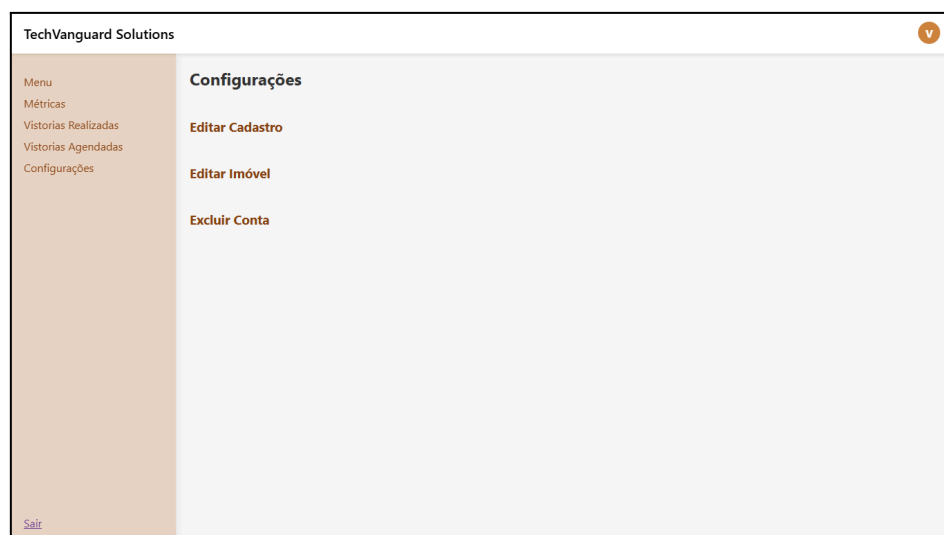 TechVanguard Solutions
V
Menu
Métricas
Vistorias Realizadas
Vistorias Agendadas
Configurações
Sair
Configurações
Editar Cadastro
Editar Imóvel
Excluir Conta